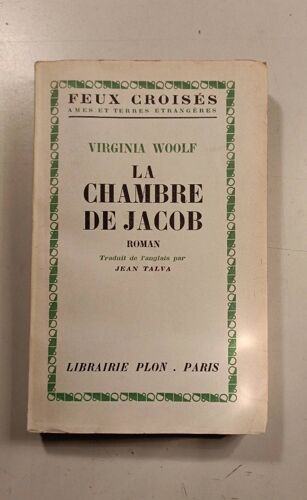 FEUX CROISÉS
AMES ET TERRES ÉTRANGÈRES
VIRGINIA WOOLF
LA
CHAMBRE
DE JACOB
ROMAN
Traduit de l'anglais par
JEAN TALVA
LIBRAIRIE PLON . PARIS